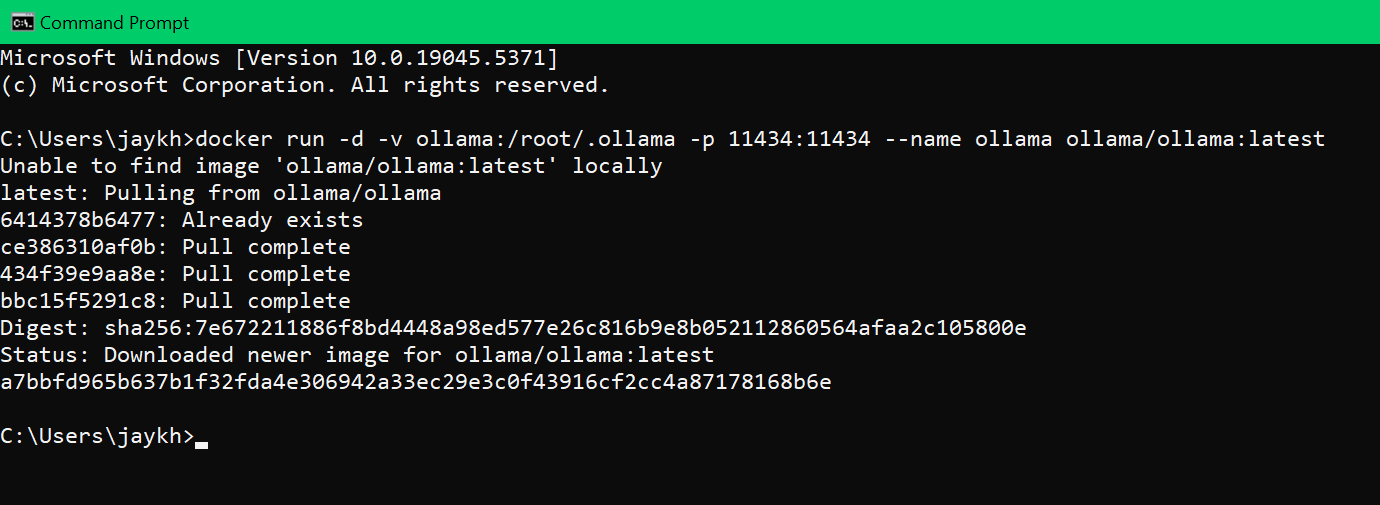 Command Prompt
Microsoft Windows [Version 10.0.19045.5371]
(c) Microsoft Corporation. All rights reserved.
C:\Users\jaykh>docker run -d -v ollama:/root/.ollama -p 11434:11434 --name ollama ollama/ollama:latest
Unable to find image 'ollama/ollama:latest' locally
latest: Pulling from ollama/ollama
6414378b6477: Already exists
ce386310af0b: Pull complete
434f39e9aa8e: Pull complete
bbc15f5291c8: Pull complete
Digest: sha256:7e672211886f8bd4448a98ed577e26c816b9e8b052112860564afaa2c105800e
Status: Downloaded newer image for ollama/ollama:latest
a7bbfd965b637b1f32fda4e306942a33ec29e3c0f43916cf2cc4a87178168b6e
C:\Users\jaykh>